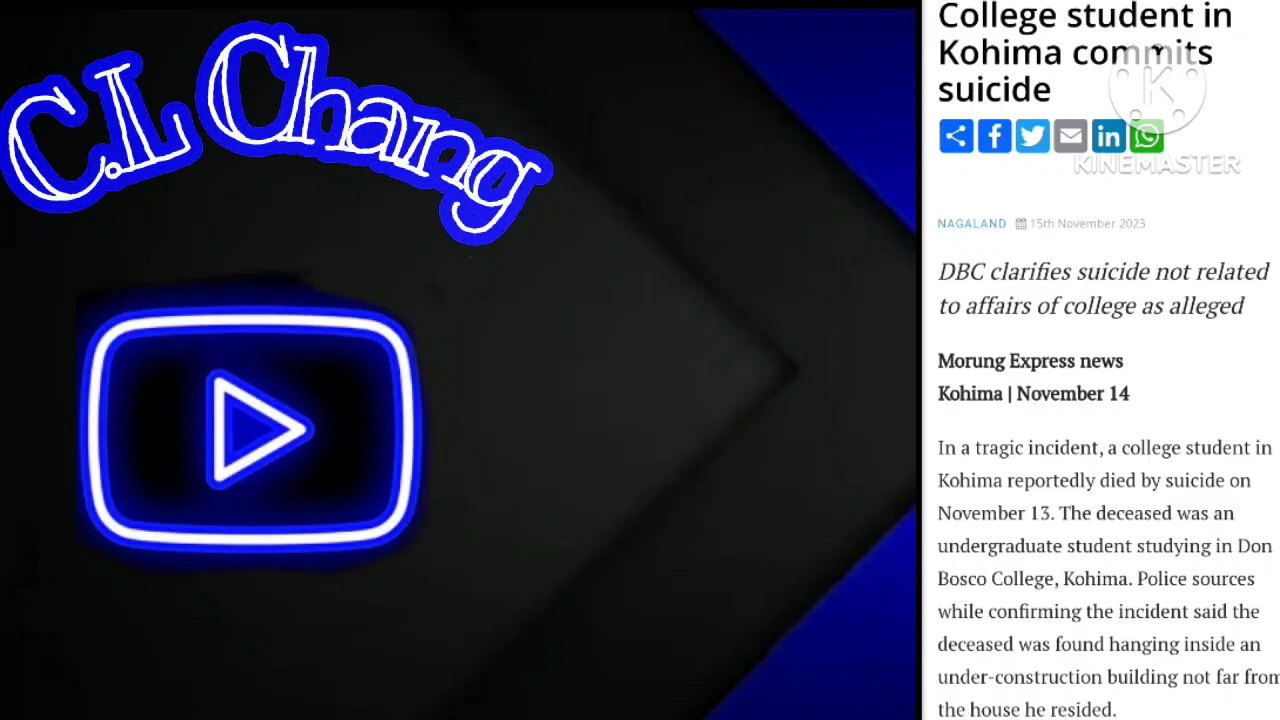 C.L Chang
College student in
Kohima commits
suicide
K
KINEMASTER
NAGALAND 15th November 2023
DBC clarifies suicide not related
to affairs of college as alleged
Morung Express news
Kohima | November 14
In a tragic incident, a college student in
Kohima reportedly died by suicide on
November 13. The deceased was an
undergraduate student studying in Don
Bosco College, Kohima. Police sources
while confirming the incident said the
deceased was found hanging inside an
under-construction building not far from
the house he resided.